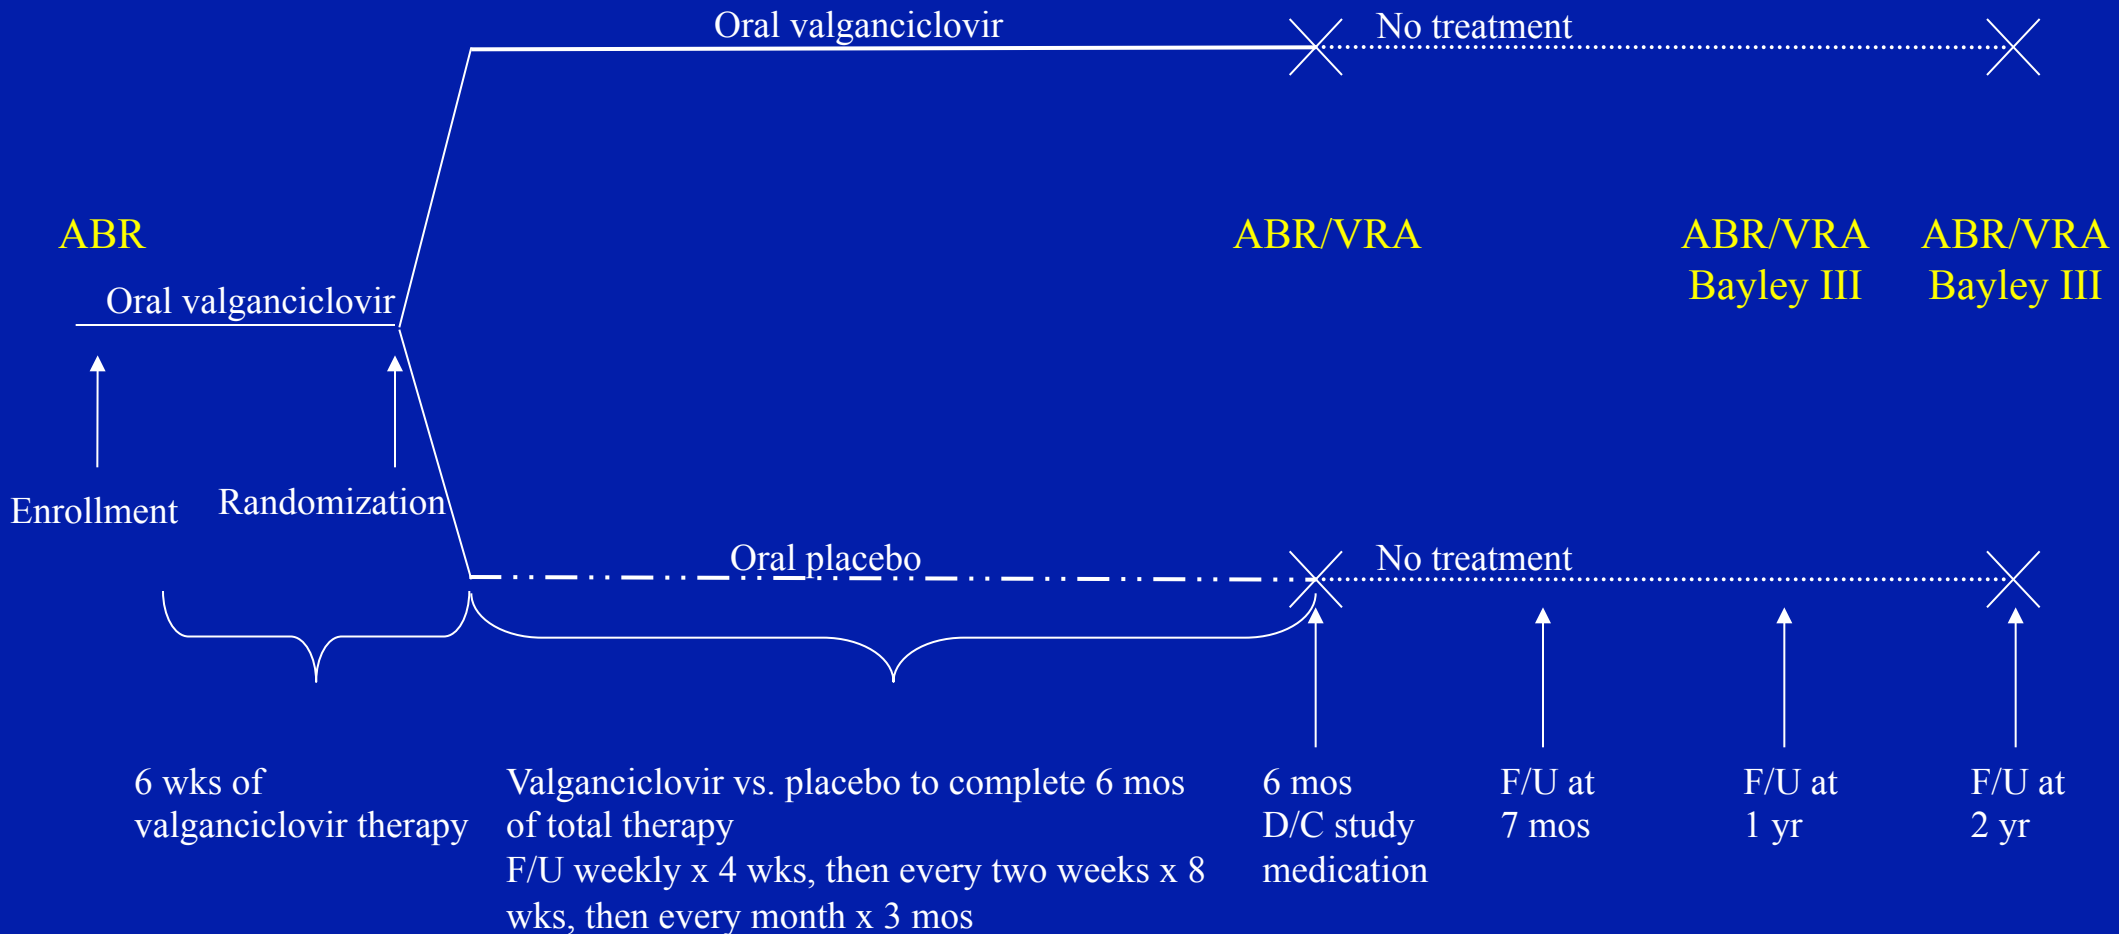 Oral valganciclovir
No treatment
ABR
ABR/VRA
ABR/VRA
Bayley III
ABR/VRA
Bayley III
Oral valganciclovir
Enrollment
Randomization
Oral placebo
No treatment
6 wks of
valganciclovir therapy
Valganciclovir vs. placebo to complete 6 mos
of total therapy
F/U weekly x 4 wks, then every two weeks x 8
wks, then every month x 3 mos
6 mos
D/C study
medication
F/U at
7 mos
F/U at
1 yr
F/U at
2 yr